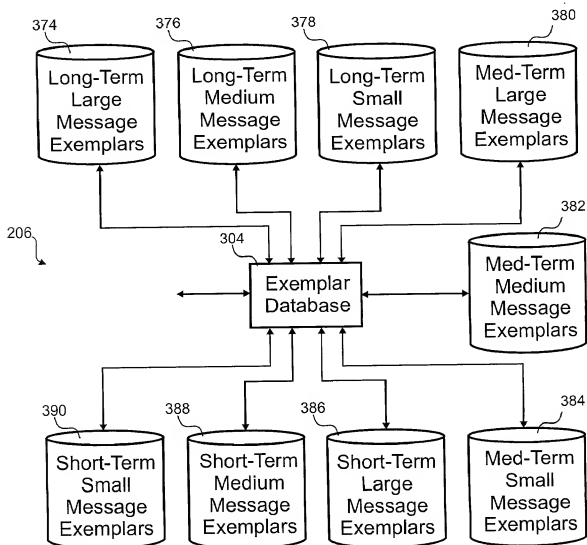 374
376
378
380
Long-Term
Large
Message
Exemplars
Long-Term
Medium
Message
Exemplars
Long-Term
Small
Message
Exemplars
Med-Term
Large
Message
Exemplars
206
304
Exemplar
Database
382
Med-Term
Medium
Message
Exemplars
390
388
386
384
Short-Term
Small
Message
Exemplars
Short-Term
Medium
Message
Exemplars
Short-Term
Large
Message
Exemplars
Med-Term
Small
Message
Exemplars